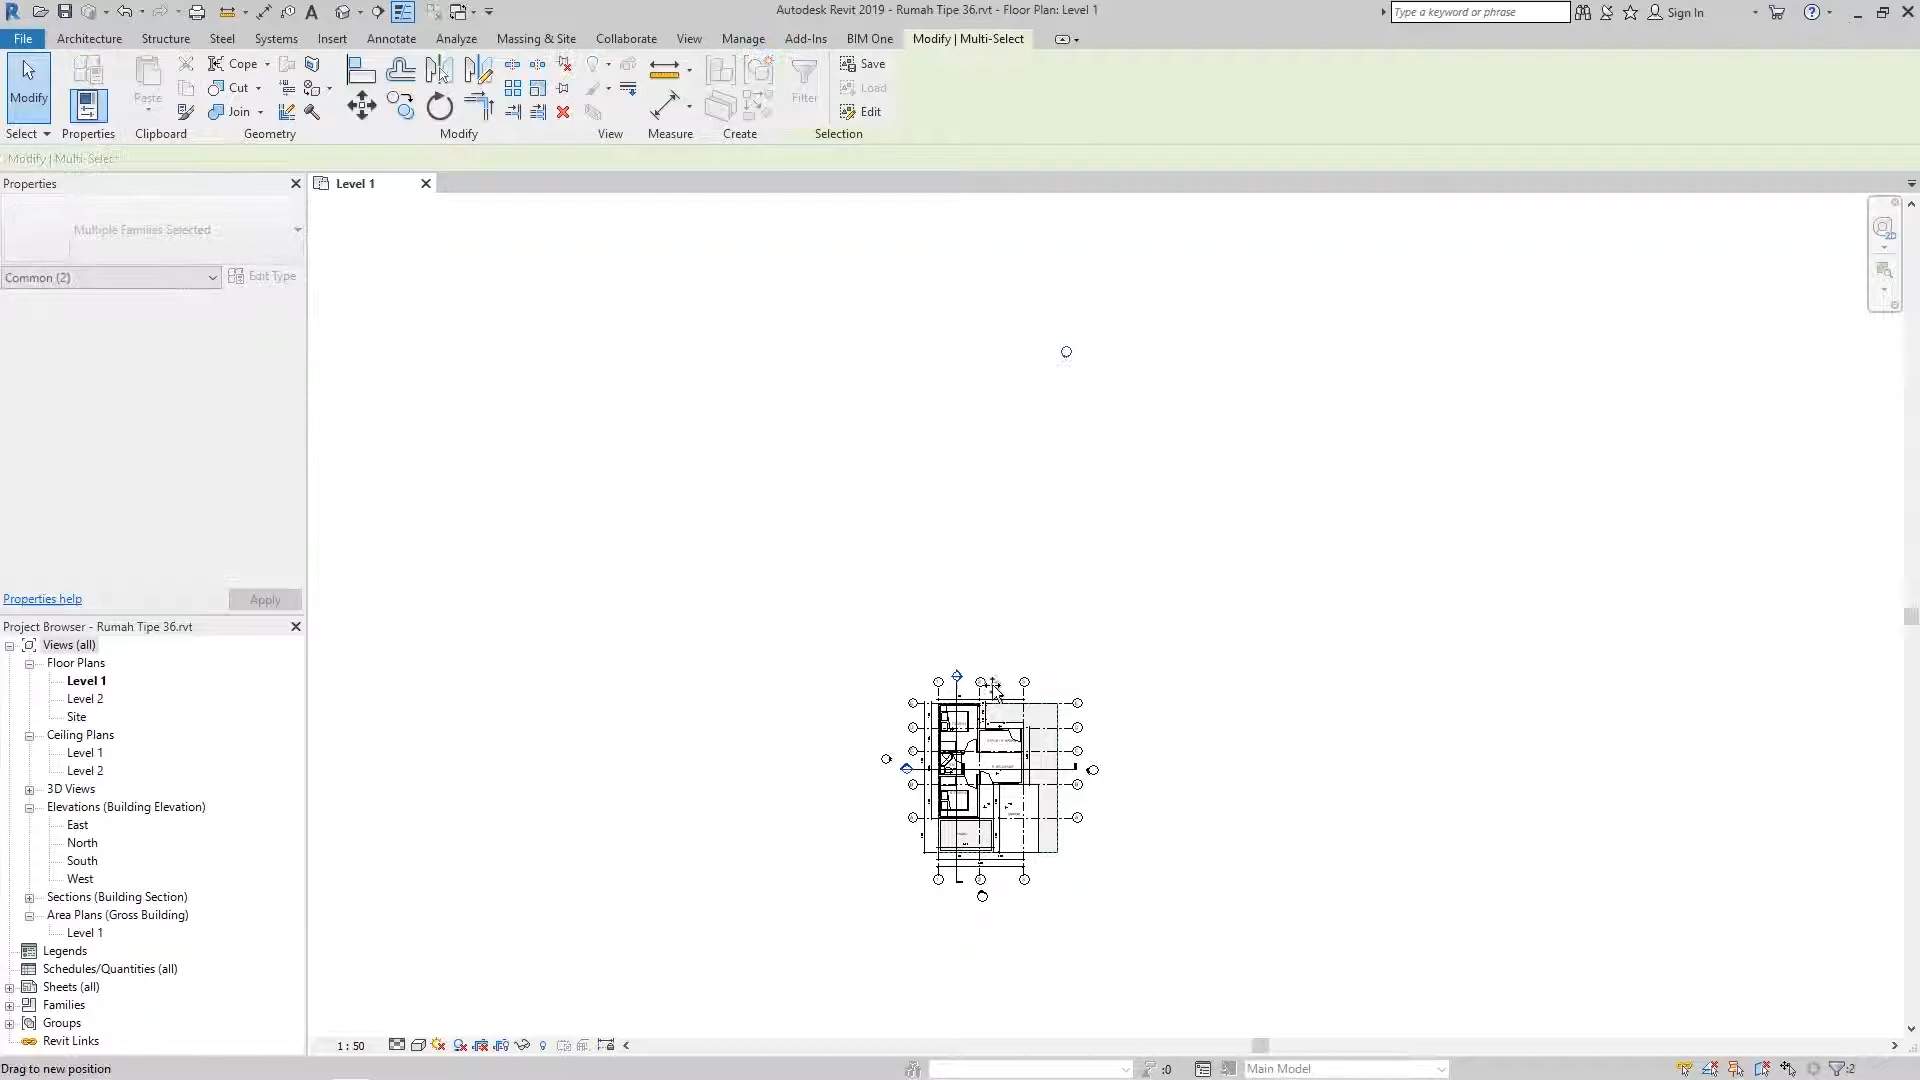 Autodesk Revit 2019 - Rumah Tipe 36.rvt - Floor Plan: Level 1
Type a keyword or phrase
Sign In
File Architecture Structure Steel Systems Insert Annotate Analyze Massing & Site Collaborate View Manage Add-Ins BIM One Modify | Multi-Select
Modify Paste Cope Cut Join Filter Save Load Edit
Select Properties Clipboard Geometry Modify View Measure Create Selection
Modify | Multi-Select
Properties
Level 1
Multiple Families Selected
Common (2) Edit Type
Properties help Apply
Project Browser - Rumah Tipe 36.rvt
Views (all)
Floor Plans
Level 1
Level 2
Site
Ceiling Plans
Level 1
Level 2
3D Views
Elevations (Building Elevation)
East
North
South
West
Sections (Building Section)
Area Plans (Gross Building)
Level 1
Legends
Schedules/Quantities (all)
Sheets (all)
Families
Groups
Revit Links
1 : 50
Drag to new position
:0
Main Model
:2